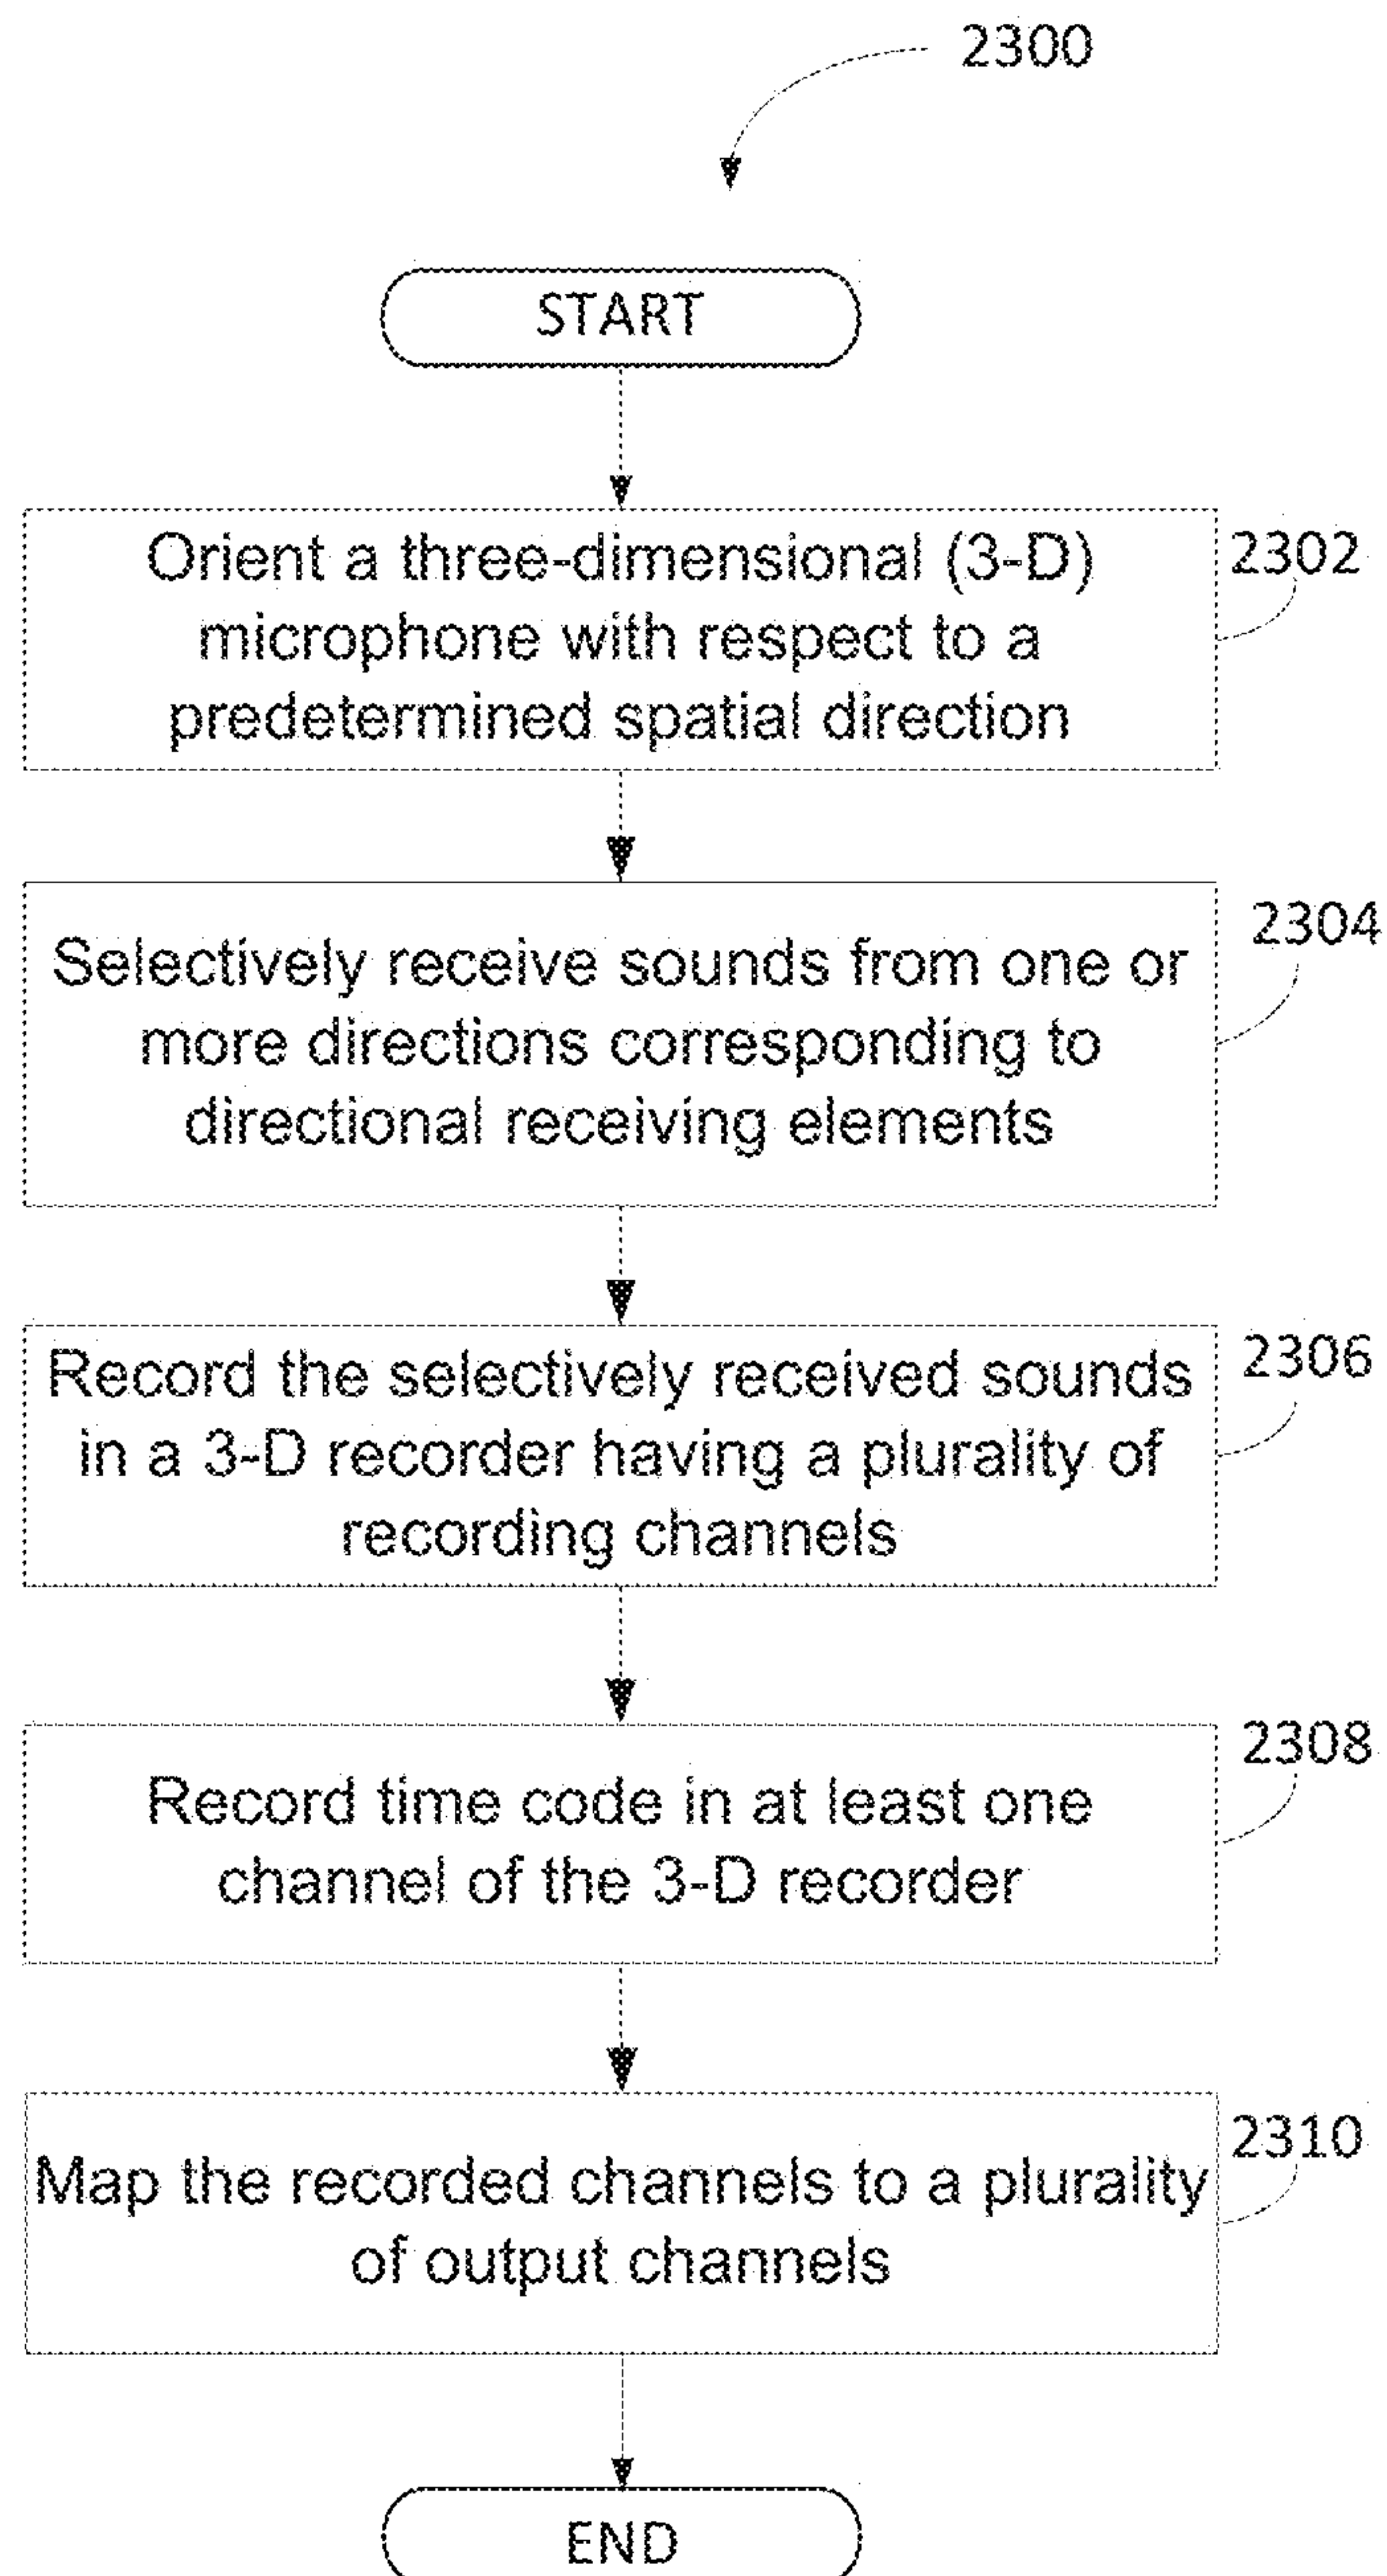 2300
START
Orient a three-dimensional (3-D)
microphone with respect to a
predetermined spatial direction
2302
Selectively receive sounds from one or
more directions corresponding to
directional receiving elements
2304
Record the selectively received sounds
in a 3-D recorder having a plurality of
recording channels
2306
Record time code in at least one
channel of the 3-D recorder
2308
Map the recorded channels to a plurality
of output channels
2310
END